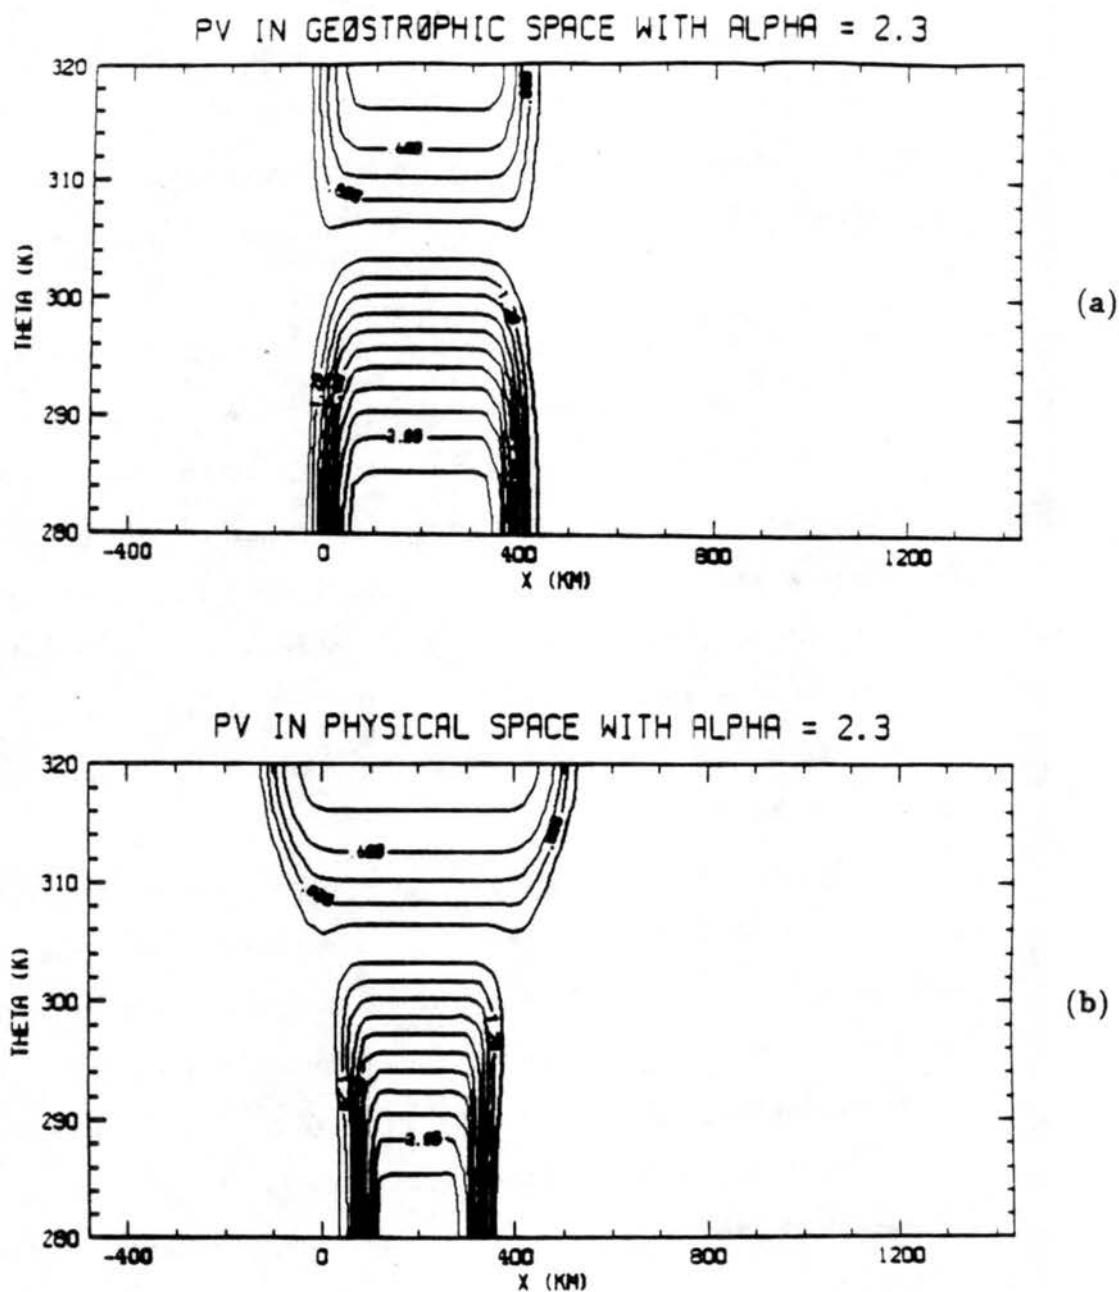 PV IN GEØSTRØPHIC SPACE WITH ALPHA = 2.3
320
310
300
290
280
THETA (K)
2.00
-400
0
400
800
1200
X (KM)
(a)
PV IN PHYSICAL SPACE WITH ALPHA = 2.3
320
310
300
290
280
THETA (K)
-400
0
400
800
1200
X (KM)
(b)